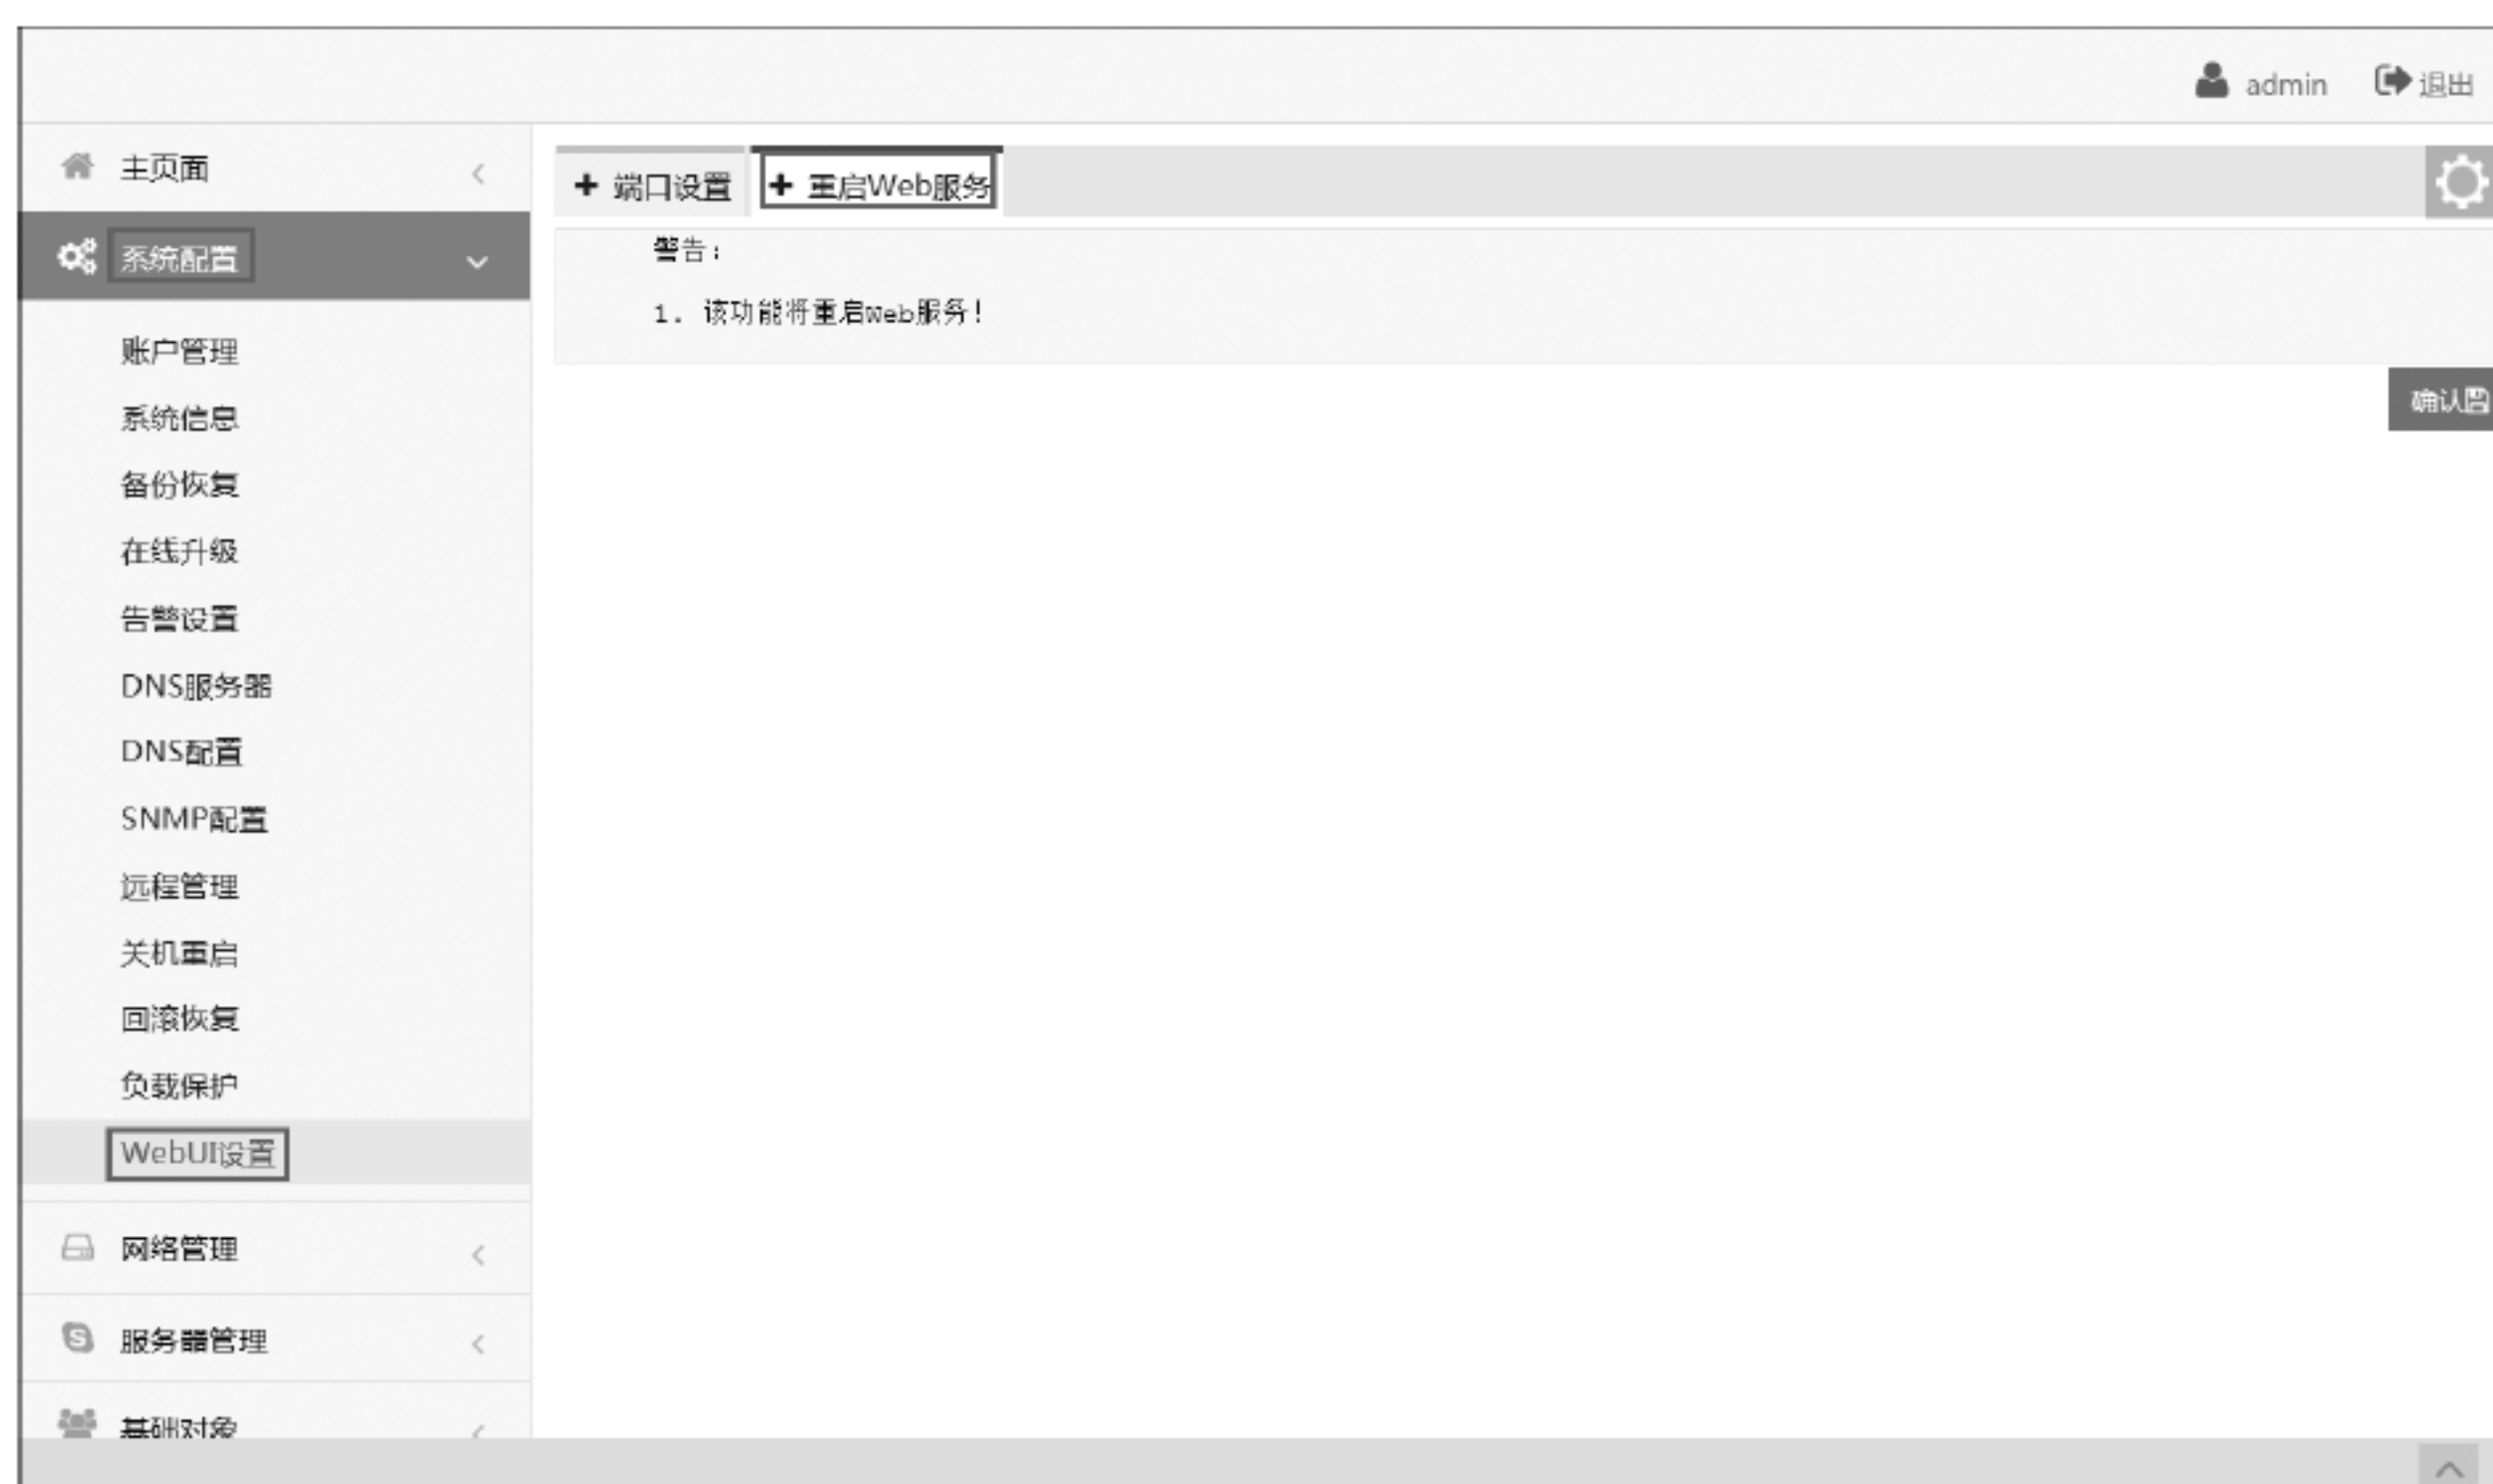 admin 退出
主页面
系统配置
账户管理
系统信息
备份恢复
在线升级
告警设置
DNS服务器
DNS配置
SNMP配置
远程管理
关机重启
回滚恢复
负载保护
WebUI设置
网络管理
服务器管理
基础对象
端口设置 重启Web服务
警告：
1. 该功能将重启Web服务！
确认